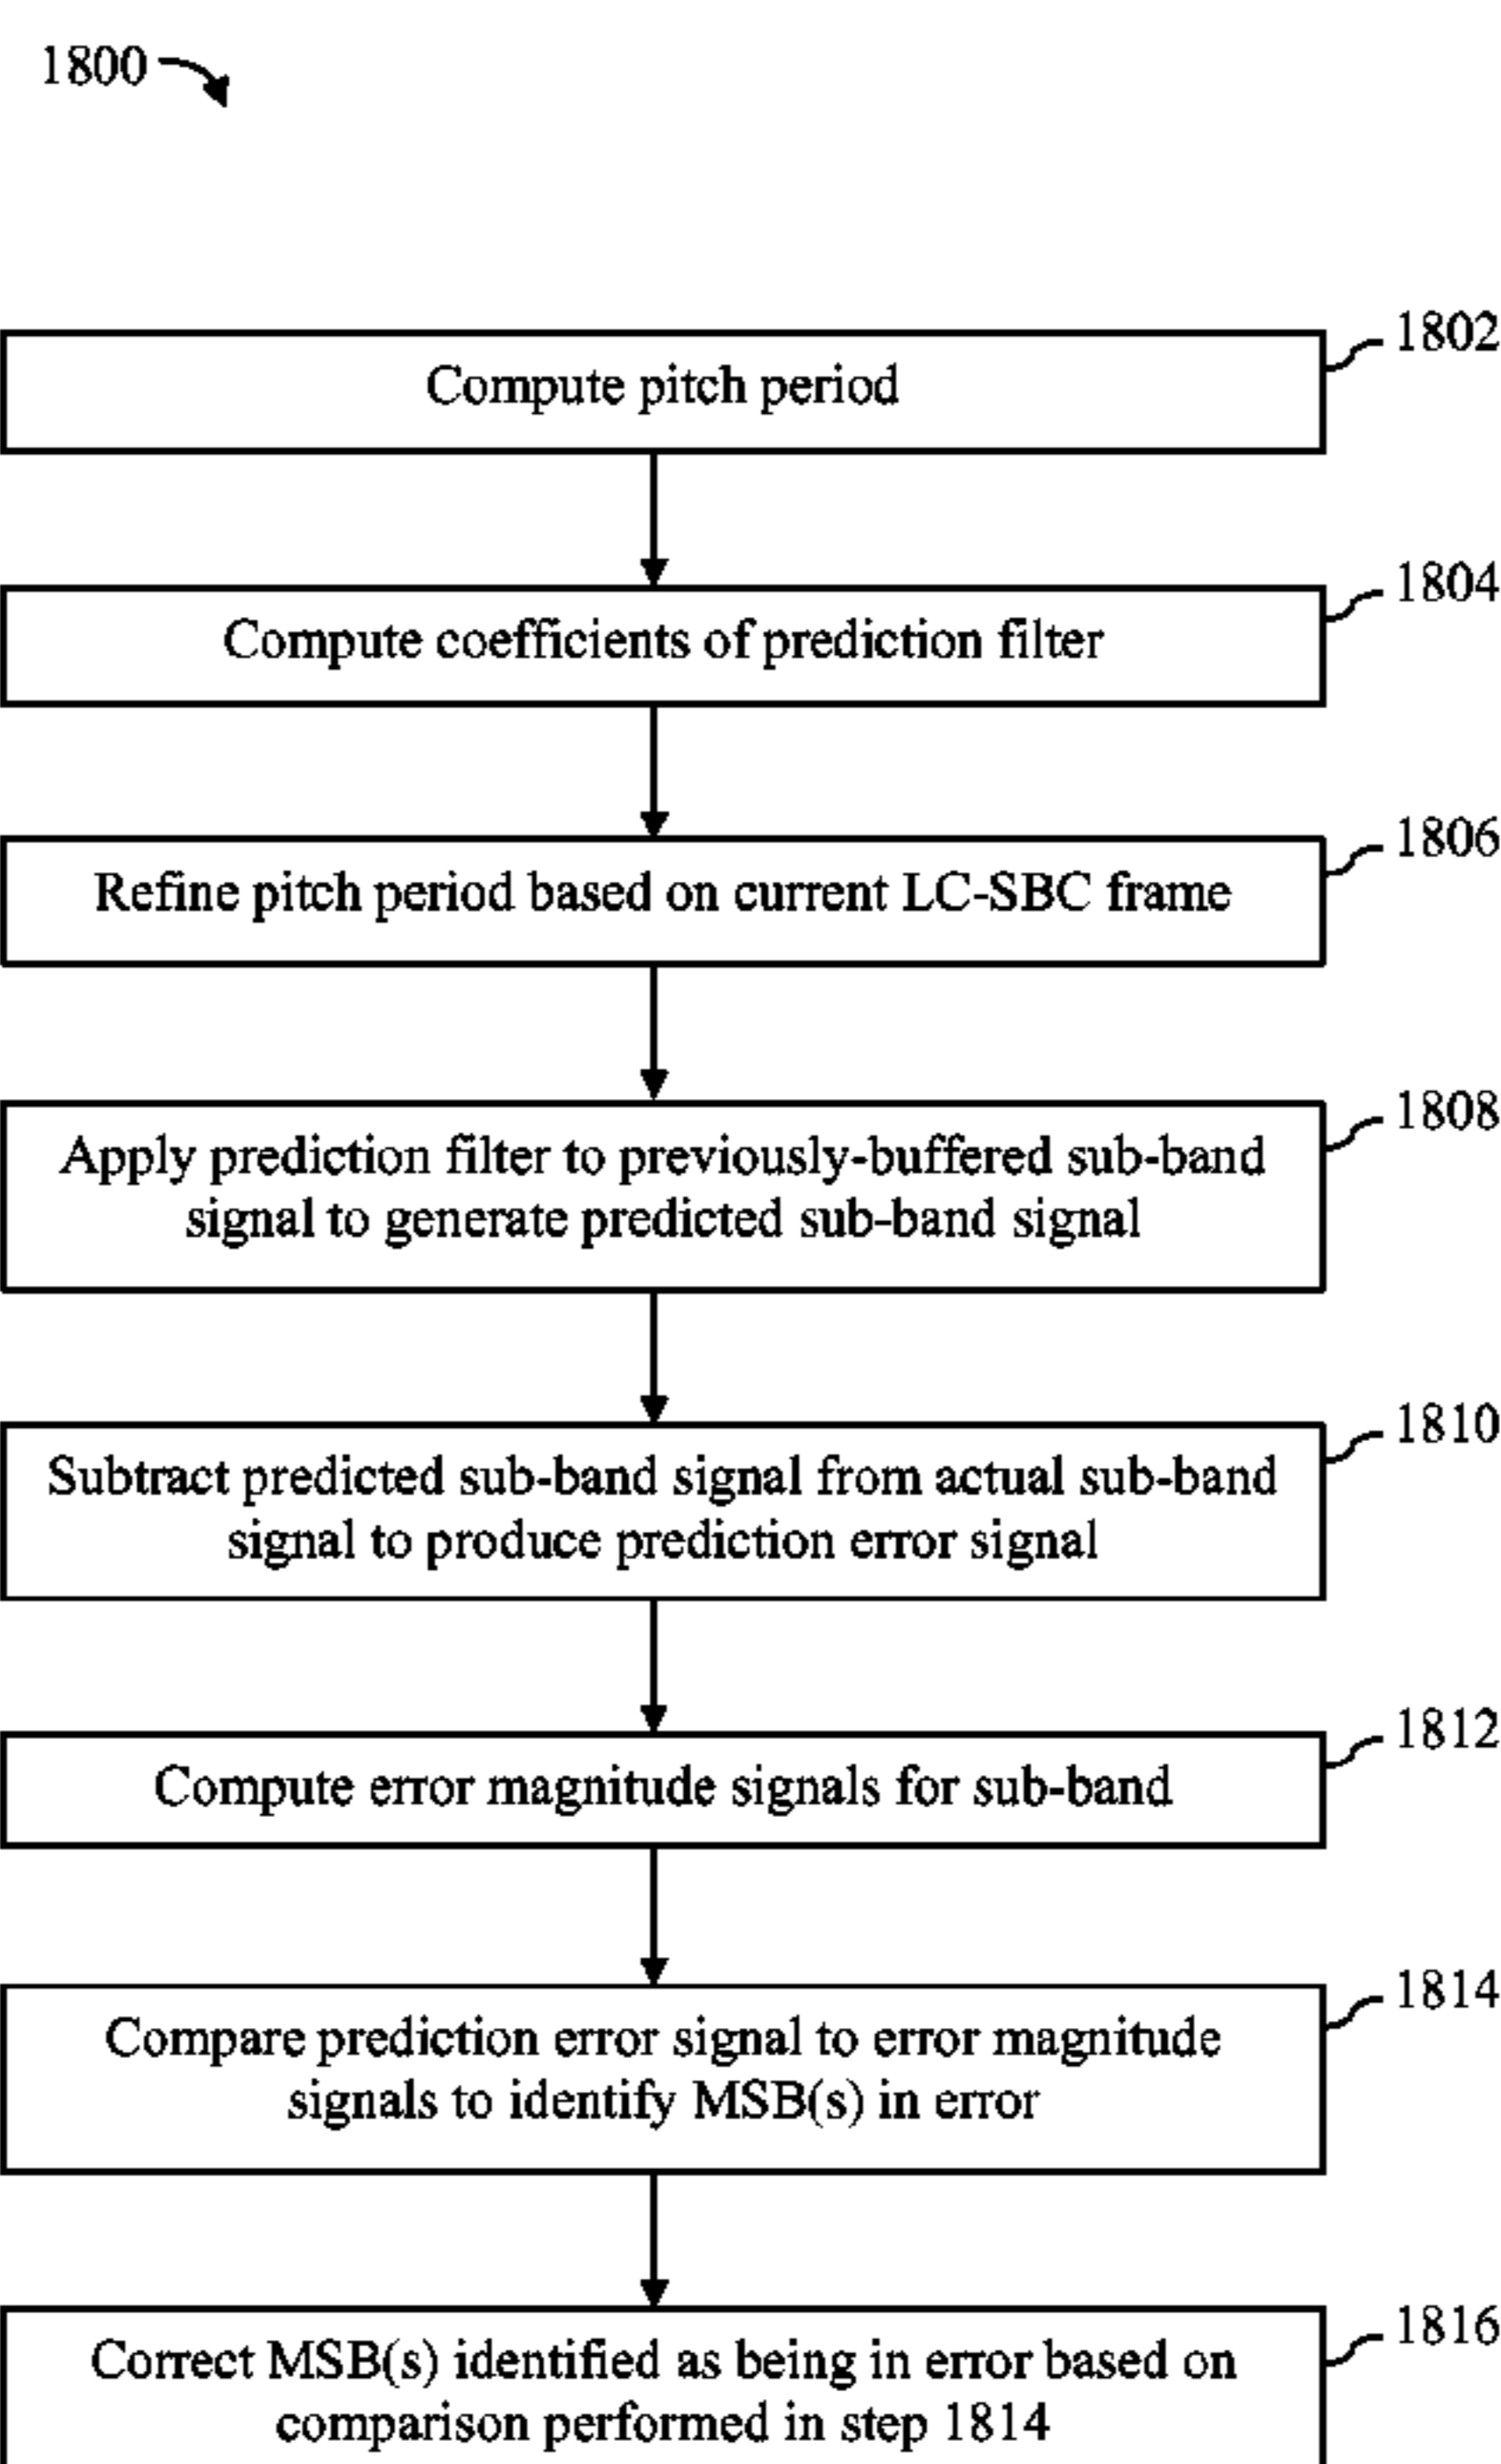 1800
1802
Compute pitch period
1804
Compute coefficients of prediction filter
1806
Refine pitch period based on current LC-SBC frame
1808
Apply prediction filter to previously-buffered sub-band
signal to generate predicted sub-band signal
1810
Subtract predicted sub-band signal from actual sub-band
signal to produce prediction error signal
1812
Compute error magnitude signals for sub-band
1814
Compare prediction error signal to error magnitude
signals to identify MSB(s) in error
1816
Correct MSB(s) identified as being in error based on
comparison performed in step 1814